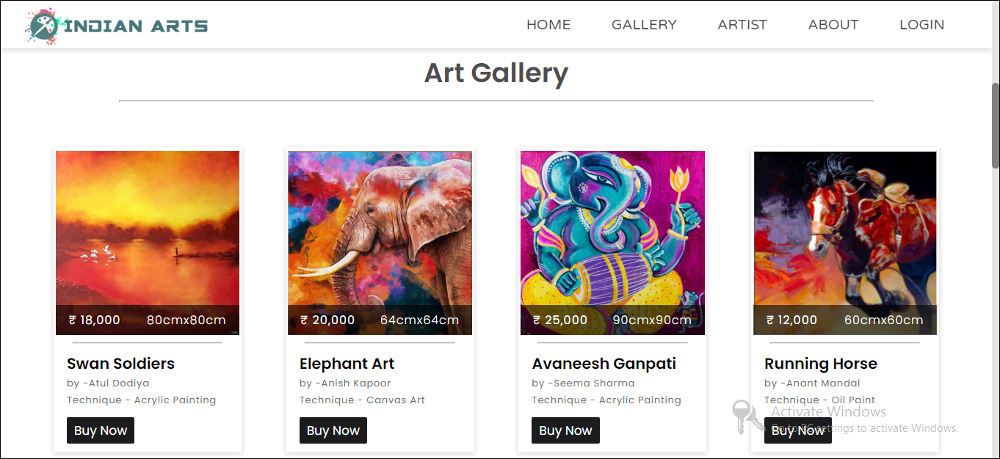 INDIAN ARTS
HOME GALLERY ARTIST ABOUT LOGIN
Art Gallery
₹ 18,000 80cmx80cm
Swan Soldiers
by -Atul Dodiya
Technique - Acrylic Painting
Buy Now
₹ 20,000 64cmx64cm
Elephant Art
by -Anish Kapoor
Technique - Canvas Art
Buy Now
₹ 25,000 90cmx90cm
Avaneesh Ganpati
by -Seema Sharma
Technique - Acrylic Painting
Buy Now
₹ 12,000 60cmx60cm
Running Horse
by -Anant Mandal
Technique - Oil Paint
Buy Now
Activate Windows
Go to PC settings to activate Windows.